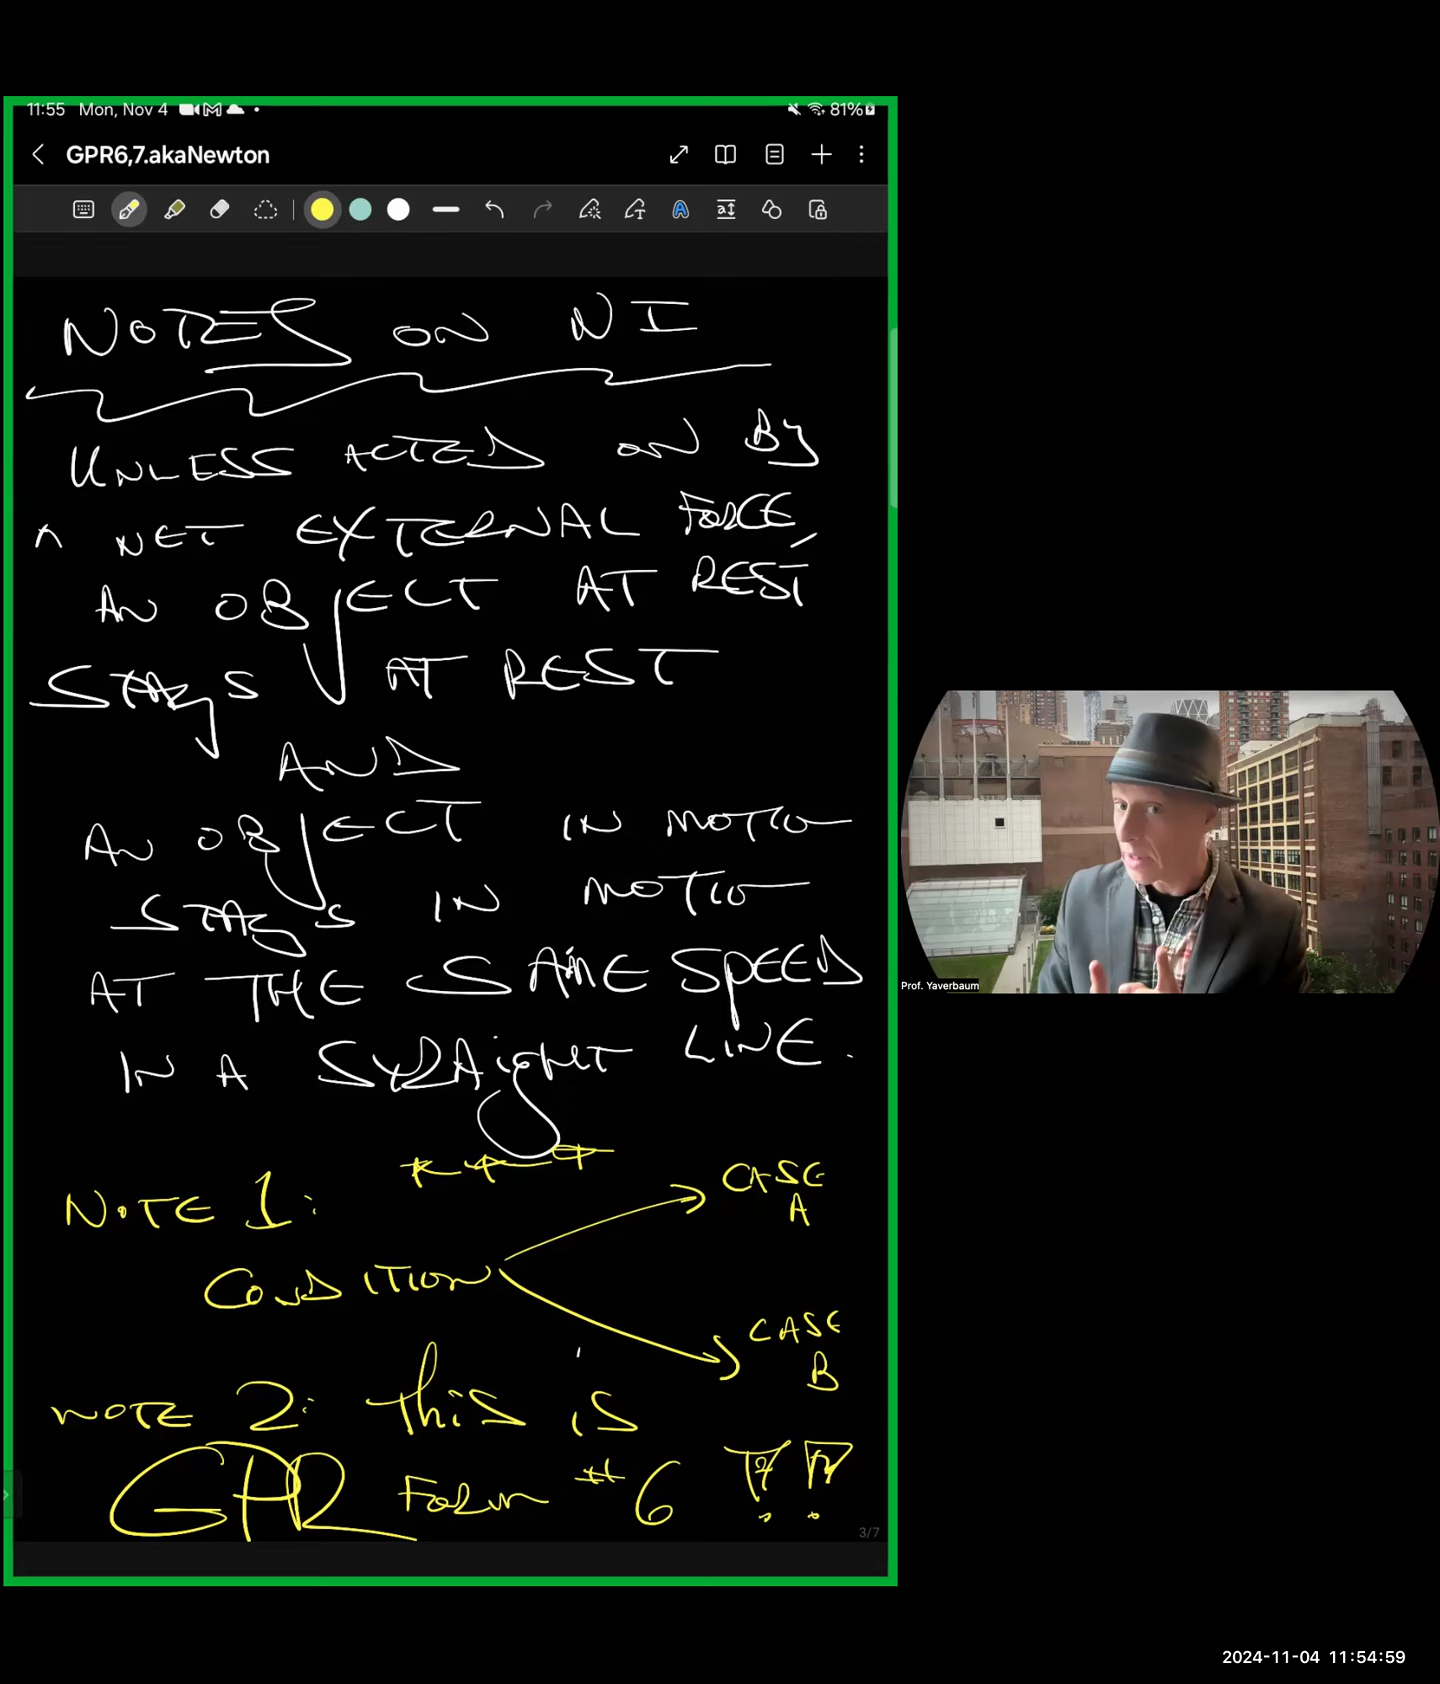 11:55 Mon, Nov 4
81%
GPR6,7.akaNewton
NOTES ON NI
UNLESS ACTED ON BY
A NET EXTERNAL FORCE,
AN OBJECT AT REST
STAYS AT REST
AND
AN OBJECT IN MOTION
STAYS IN MOTION
AT THE SAME SPEED
IN A STRAIGHT LINE.
NOTE 1:
CASE
A
CONDITION
CASE
B
NOTE 2: This is
GPR FORM #6 !!
3/7
Prof. Yaverbaum
2024-11-04 11:54:59